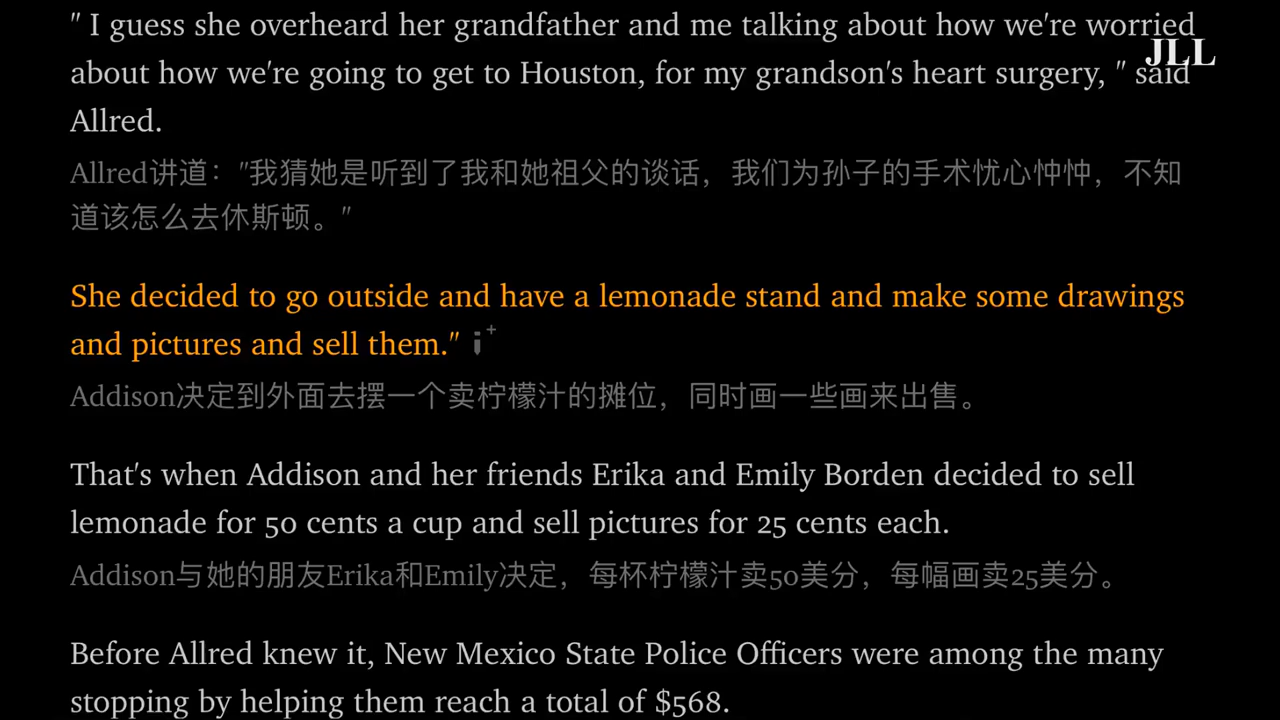 " I guess she overheard her grandfather and me talking about how we're worried
JLL
about how we're going to get to Houston, for my grandson's heart surgery, " said
Allred.
Allred讲道："我猜她是听到了我和她祖父的谈话，我们为孙子的手术忧心忡忡，不知
道该怎么去休斯顿。"
She decided to go outside and have a lemonade stand and make some drawings
and pictures and sell them."
Addison决定到外面去摆一个卖柠檬汁的摊位，同时画一些画来出售。
That's when Addison and her friends Erika and Emily Borden decided to sell
lemonade for 50 cents a cup and sell pictures for 25 cents each.
Addison与她的朋友Erika和Emily决定，每杯柠檬汁卖50美分，每幅画卖25美分。
Before Allred knew it, New Mexico State Police Officers were among the many
stopping by helping them reach a total of $568.